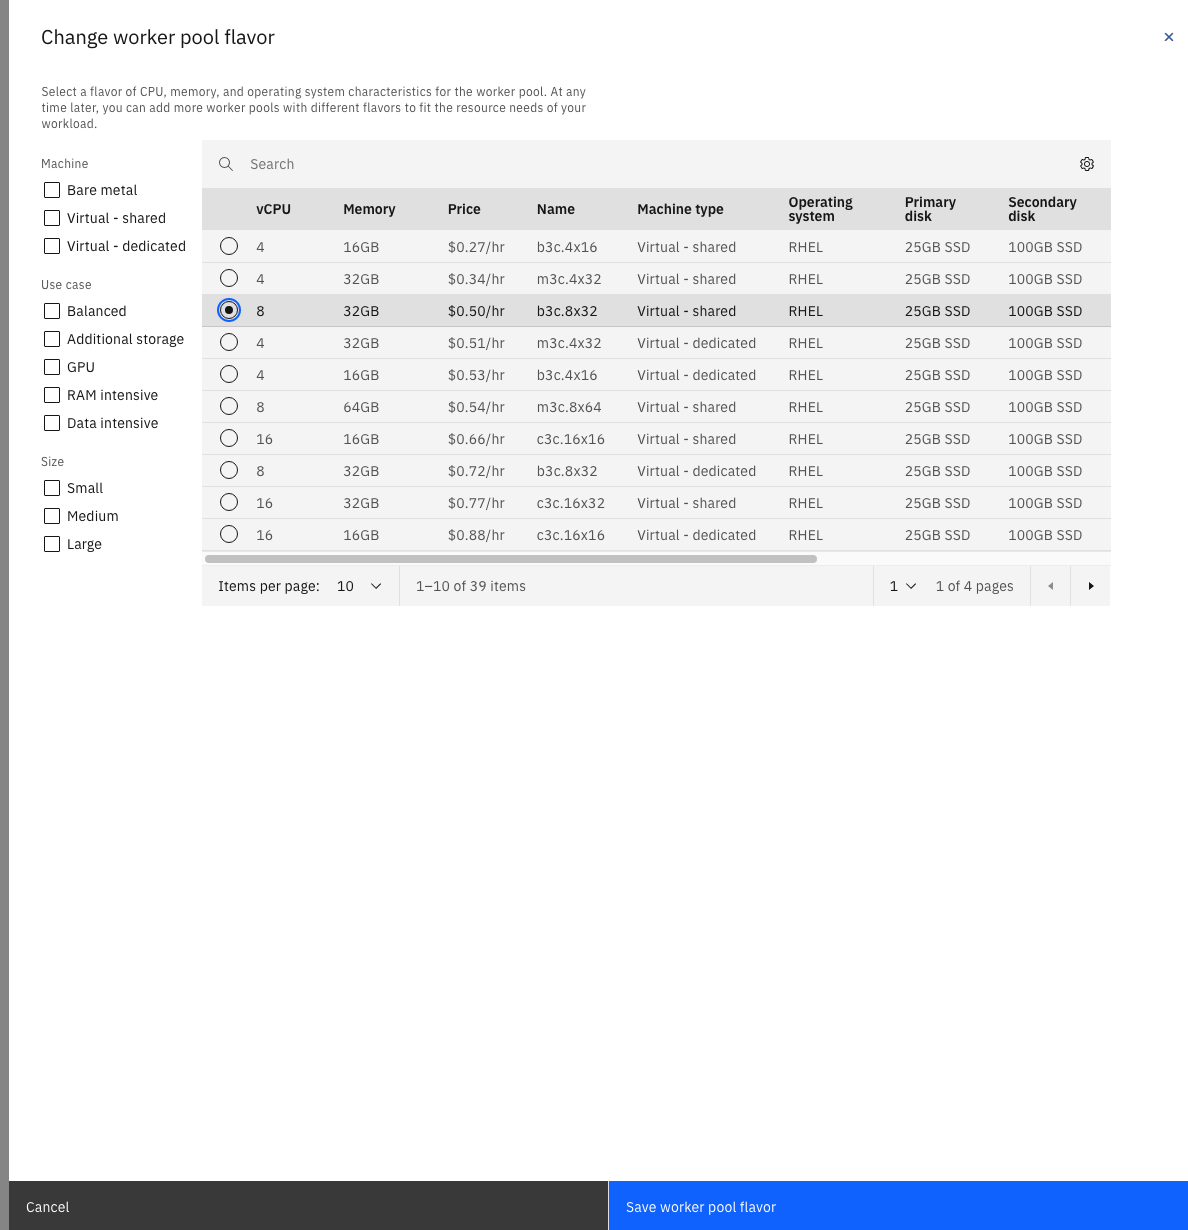 Change worker pool flavor
Select a flavor of CPU, memory, and operating system characteristics for the worker pool. At any
time later, you can add more worker pools with different flavors to fit the resource needs of your
workload.
Machine
Bare metal
Virtual - shared
Virtual - dedicated
Use case
Balanced
Additional storage
GPU
RAM intensive
Data intensive
Size
Small
Medium
Large
Search
vCPU Memory Price Name Machine type Operating system Primary disk Secondary disk
4 16GB $0.27/hr b3c.4x16 Virtual - shared RHEL 25GB SSD 100GB SSD
4 32GB $0.34/hr m3c.4x32 Virtual - shared RHEL 25GB SSD 100GB SSD
8 32GB $0.50/hr b3c.8x32 Virtual - shared RHEL 25GB SSD 100GB SSD
4 32GB $0.51/hr m3c.4x32 Virtual - dedicated RHEL 25GB SSD 100GB SSD
4 16GB $0.53/hr b3c.4x16 Virtual - dedicated RHEL 25GB SSD 100GB SSD
8 64GB $0.54/hr m3c.8x64 Virtual - shared RHEL 25GB SSD 100GB SSD
16 16GB $0.66/hr c3c.16x16 Virtual - shared RHEL 25GB SSD 100GB SSD
8 32GB $0.72/hr b3c.8x32 Virtual - dedicated RHEL 25GB SSD 100GB SSD
16 32GB $0.77/hr c3c.16x32 Virtual - shared RHEL 25GB SSD 100GB SSD
16 16GB $0.88/hr c3c.16x16 Virtual - dedicated RHEL 25GB SSD 100GB SSD
Items per page: 10 1–10 of 39 items 1 1 of 4 pages
Cancel
Save worker pool flavor